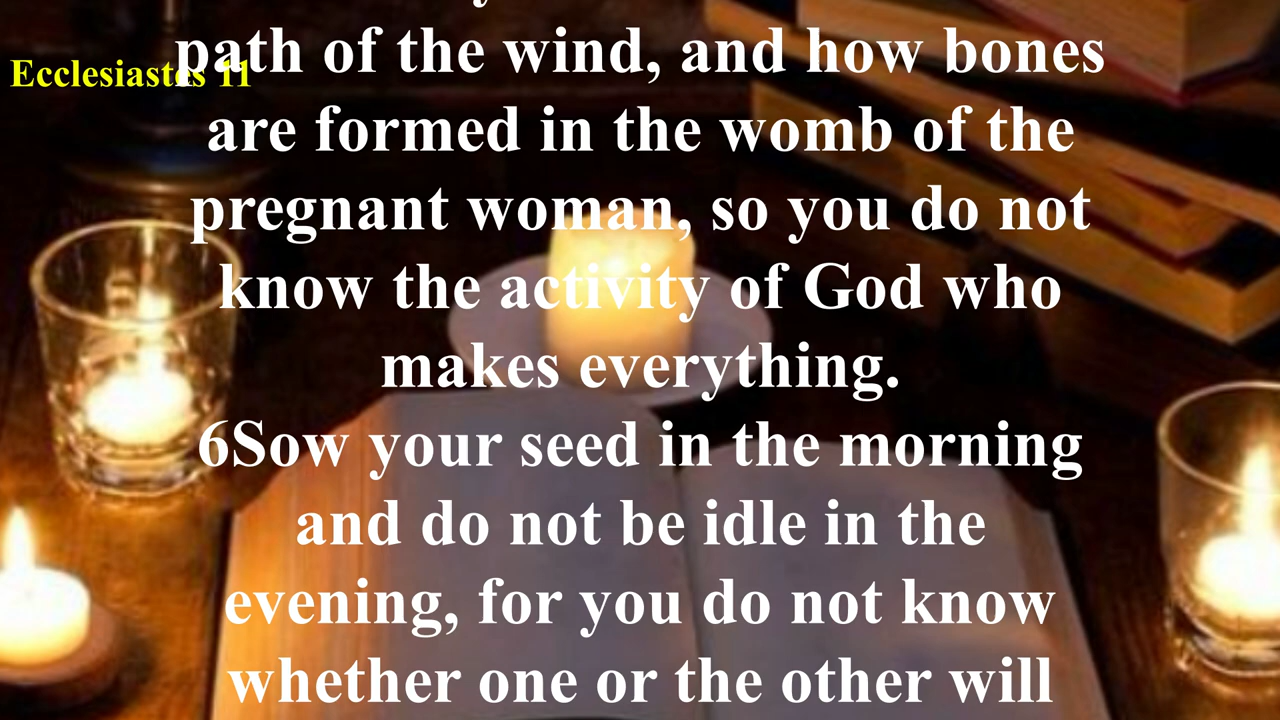 Ecclesiastes 11
path of the wind, and how bones
are formed in the womb of the
pregnant woman, so you do not
know the activity of God who
makes everything.
6Sow your seed in the morning
and do not be idle in the
evening, for you do not know
whether one or the other will